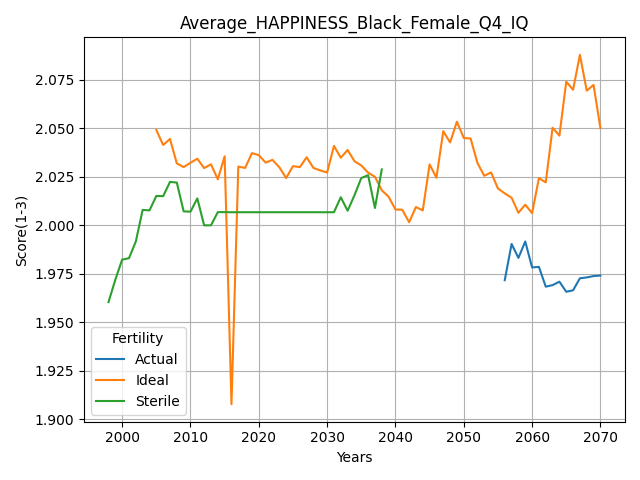 Average_HAPPINESS_Black_Female_Q4_IQ
2.075
2.050
2.025
2.000
1.975
1.950
1.925
1.900
Score(1-3)
Fertility
Actual
Ideal
Sterile
2000 2010 2020 2030 2040 2050 2060 2070
Years